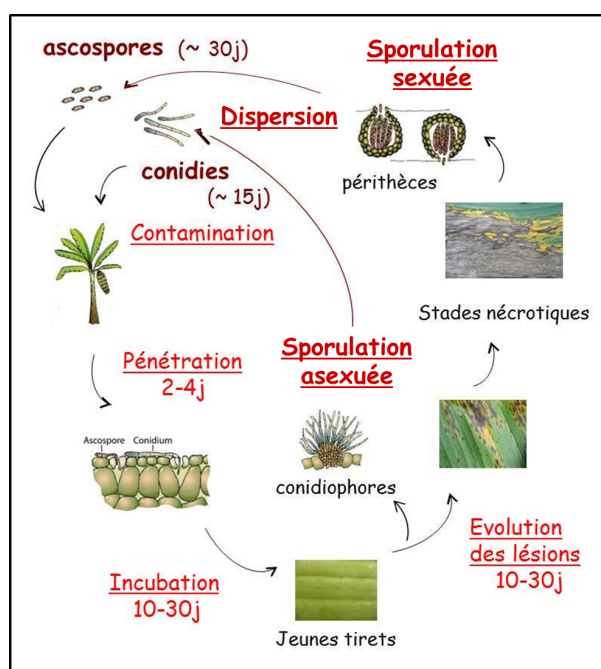 ascospores (~ 30j)
Sporulation
sexuée
Dispersion
conidies
(~ 15j)
périthèces
Contamination
Stades nécrotiques
Pénétration
2-4j
Sporulation
asexuée
Ascospore Conidium
conidiophores
Incubation
10-30j
Evolution
des lésions
10-30j
Jeunes tirets